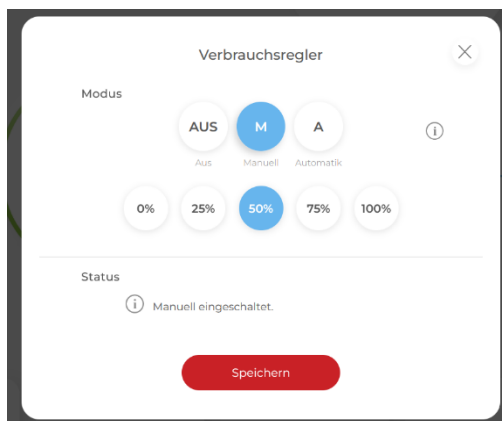 Verbrauchsregler
Modus
AUS M A
Aus Manuell Automatik
0% 25% 50% 75% 100%
Status
i Manuell eingeschaltet.
Speichern